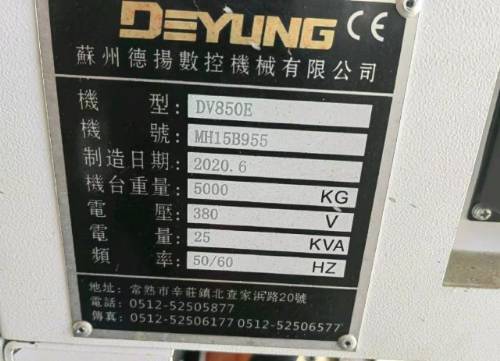 DEYUNG CE
蘇州德揚數控機械有限公司
機 型: DV850E
機 號: MH15B955
制造日期: 2020.6
機台重量: 5000 KG
電 壓: 380 V
電 量: 25 KVA
頻 率: 50/60 HZ
地址: 常熟市辛莊鎮北查家浜路20號
電話: 0512-52505877
傳真: 0512-52506177 0512-52506577